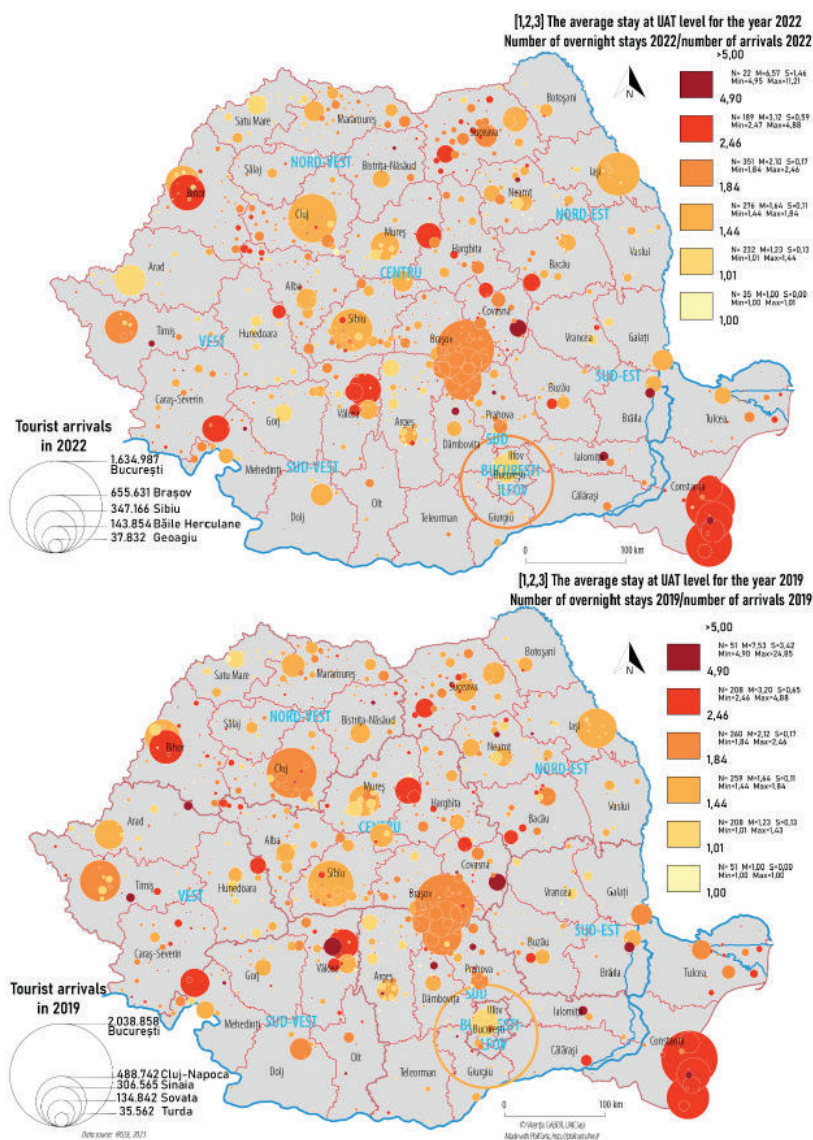 [1,2,3] The average stay at UAT level for the year 2022
Number of overnight stays 2022/number of arrivals 2022
>5,00
N= 22 M=6,57 S=1,46
Min=4,95 Max=11,21
4,90
N= 189 M=3,12 S=0,59
Min=2,47 Max=4,88
2,46
N= 351 M=2,10 S=0,17
Min=1,84 Max=2,46
1,84
N= 276 M=1,64 S=0,11
Min=1,44 Max=1,84
1,44
N= 232 M=1,23 S=0,13
Min=1,01 Max=1,44
1,01
N= 35 M=1,00 S=0,00
Min=1,00 Max=1,01
1,00
N
Botoșani
Satu Mare
Maramureș
Suceava
NORD-VEST
Sălaj
Bistrița-Năsăud
Iași
Bihor
Neamț
Cluj
NORD-EST
Mureș
Harghita
Vaslui
Arad
CENTRU
Bacău
Alba
Covasna
Timiș
Hunedoara
Sibiu
Brașov
Vrancea
Galați
VEST
SUD-EST
Caraș-Severin
Buzău
Gorj
Vâlcea
Argeș
Prahova
Brăila
Tulcea
Dâmbovița
SUD
Ialomița
Mehedinți
SUD-VEST
Ilfov
BUCUREȘTI
București
ILFOV
Constanța
Olt
Călărași
Dolj
Teleorman
Giurgiu
0
100 km
Tourist arrivals
in 2022
1.634.987
București
655.631 Brașov
347.166 Sibiu
143.854 Băile Herculane
37.832 Geoagiu
[1,2,3] The average stay at UAT level for the year 2019
Number of overnight stays 2019/number of arrivals 2019
>5,00
N= 51 M=7,53 S=3,42
Min=4,90 Max=24,85
4,90
N= 208 M=3,20 S=0,65
Min=2,46 Max=4,88
2,46
N= 260 M=2,12 S=0,17
Min=1,84 Max=2,46
1,84
N= 259 M=1,64 S=0,11
Min=1,44 Max=1,84
1,44
N= 208 M=1,23 S=0,13
Min=1,01 Max=1,43
1,01
N= 51 M=1,00 S=0,00
Min=1,00 Max=1,00
1,00
N
Botoșani
Satu Mare
Maramureș
Suceava
NORD-VEST
Sălaj
Bistrița-Năsăud
Iași
Bihor
Neamț
Cluj
NORD-EST
Mureș
Harghita
Vaslui
Arad
CENTRU
Bacău
Alba
Covasna
Timiș
Hunedoara
Sibiu
Brașov
Vrancea
Galați
VEST
SUD-EST
Caraș-Severin
Buzău
Gorj
Vâlcea
Argeș
Prahova
Brăila
Tulcea
Dâmbovița
SUD
Ialomița
Mehedinți
SUD-VEST
Ilfov
București
ILFOV
Constanța
Olt
Călărași
Dolj
Teleorman
Giurgiu
0
100 km
Tourist arrivals
in 2019
2.038.858
București
488.742 Cluj-Napoca
306.565 Sinaia
134.842 Sovata
35.562 Turda
Data source:
2023